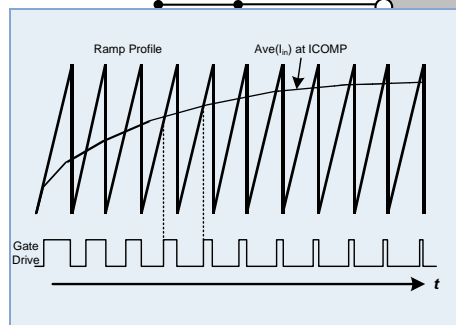 Ramp Profile
Ave(Iin) at ICOMP
Gate
Drive
t